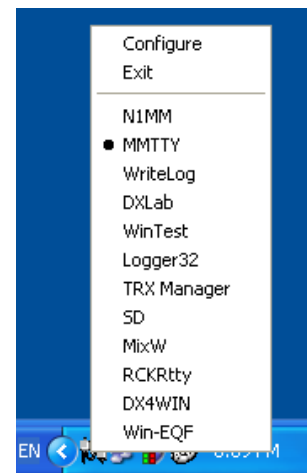 Configure
Exit
N1MM
MMTTY
WriteLog
DXLab
WinTest
Logger32
TRX Manager
SD
MixW
RCKRtty
DX4WIN
Win-EQF
EN